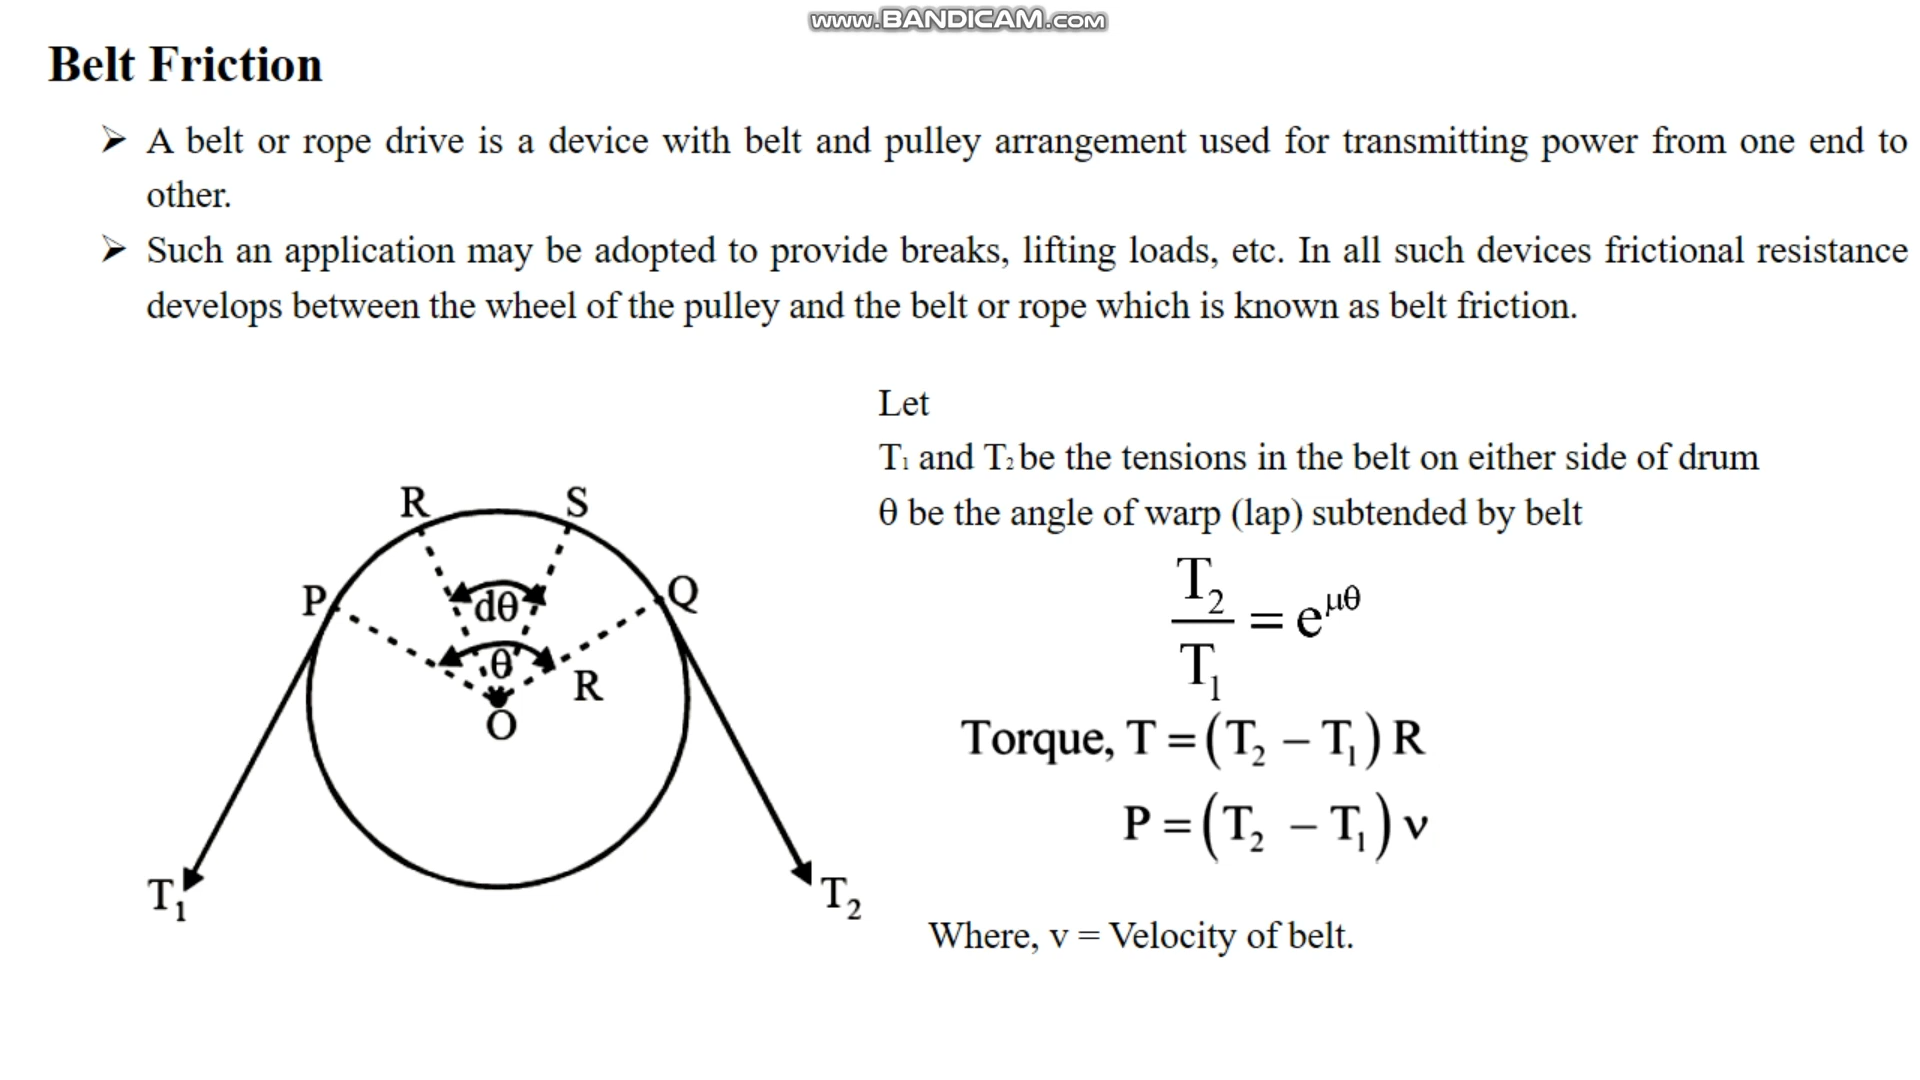 www.BANDICAM.com
Belt Friction
➢ A belt or rope drive is a device with belt and pulley arrangement used for transmitting power from one end to
other.
➢ Such an application may be adopted to provide breaks, lifting loads, etc. In all such devices frictional resistance
develops between the wheel of the pulley and the belt or rope which is known as belt friction.
Let
T₁ and T₂ be the tensions in the belt on either side of drum
θ be the angle of warp (lap) subtended by belt
T₂/T₁ = e^μθ
Torque, T = (T₂ – T₁) R
P = (T₂ – T₁) v
Where, v = Velocity of belt.
R
S
P
Q
dθ
θ
R
O
T₁
T₂